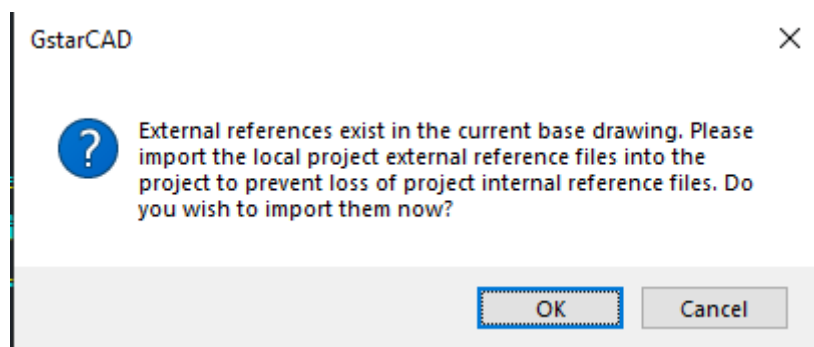 GstarCAD
External references exist in the current base drawing. Please
import the local project external reference files into the
project to prevent loss of project internal reference files. Do
you wish to import them now?
OK
Cancel